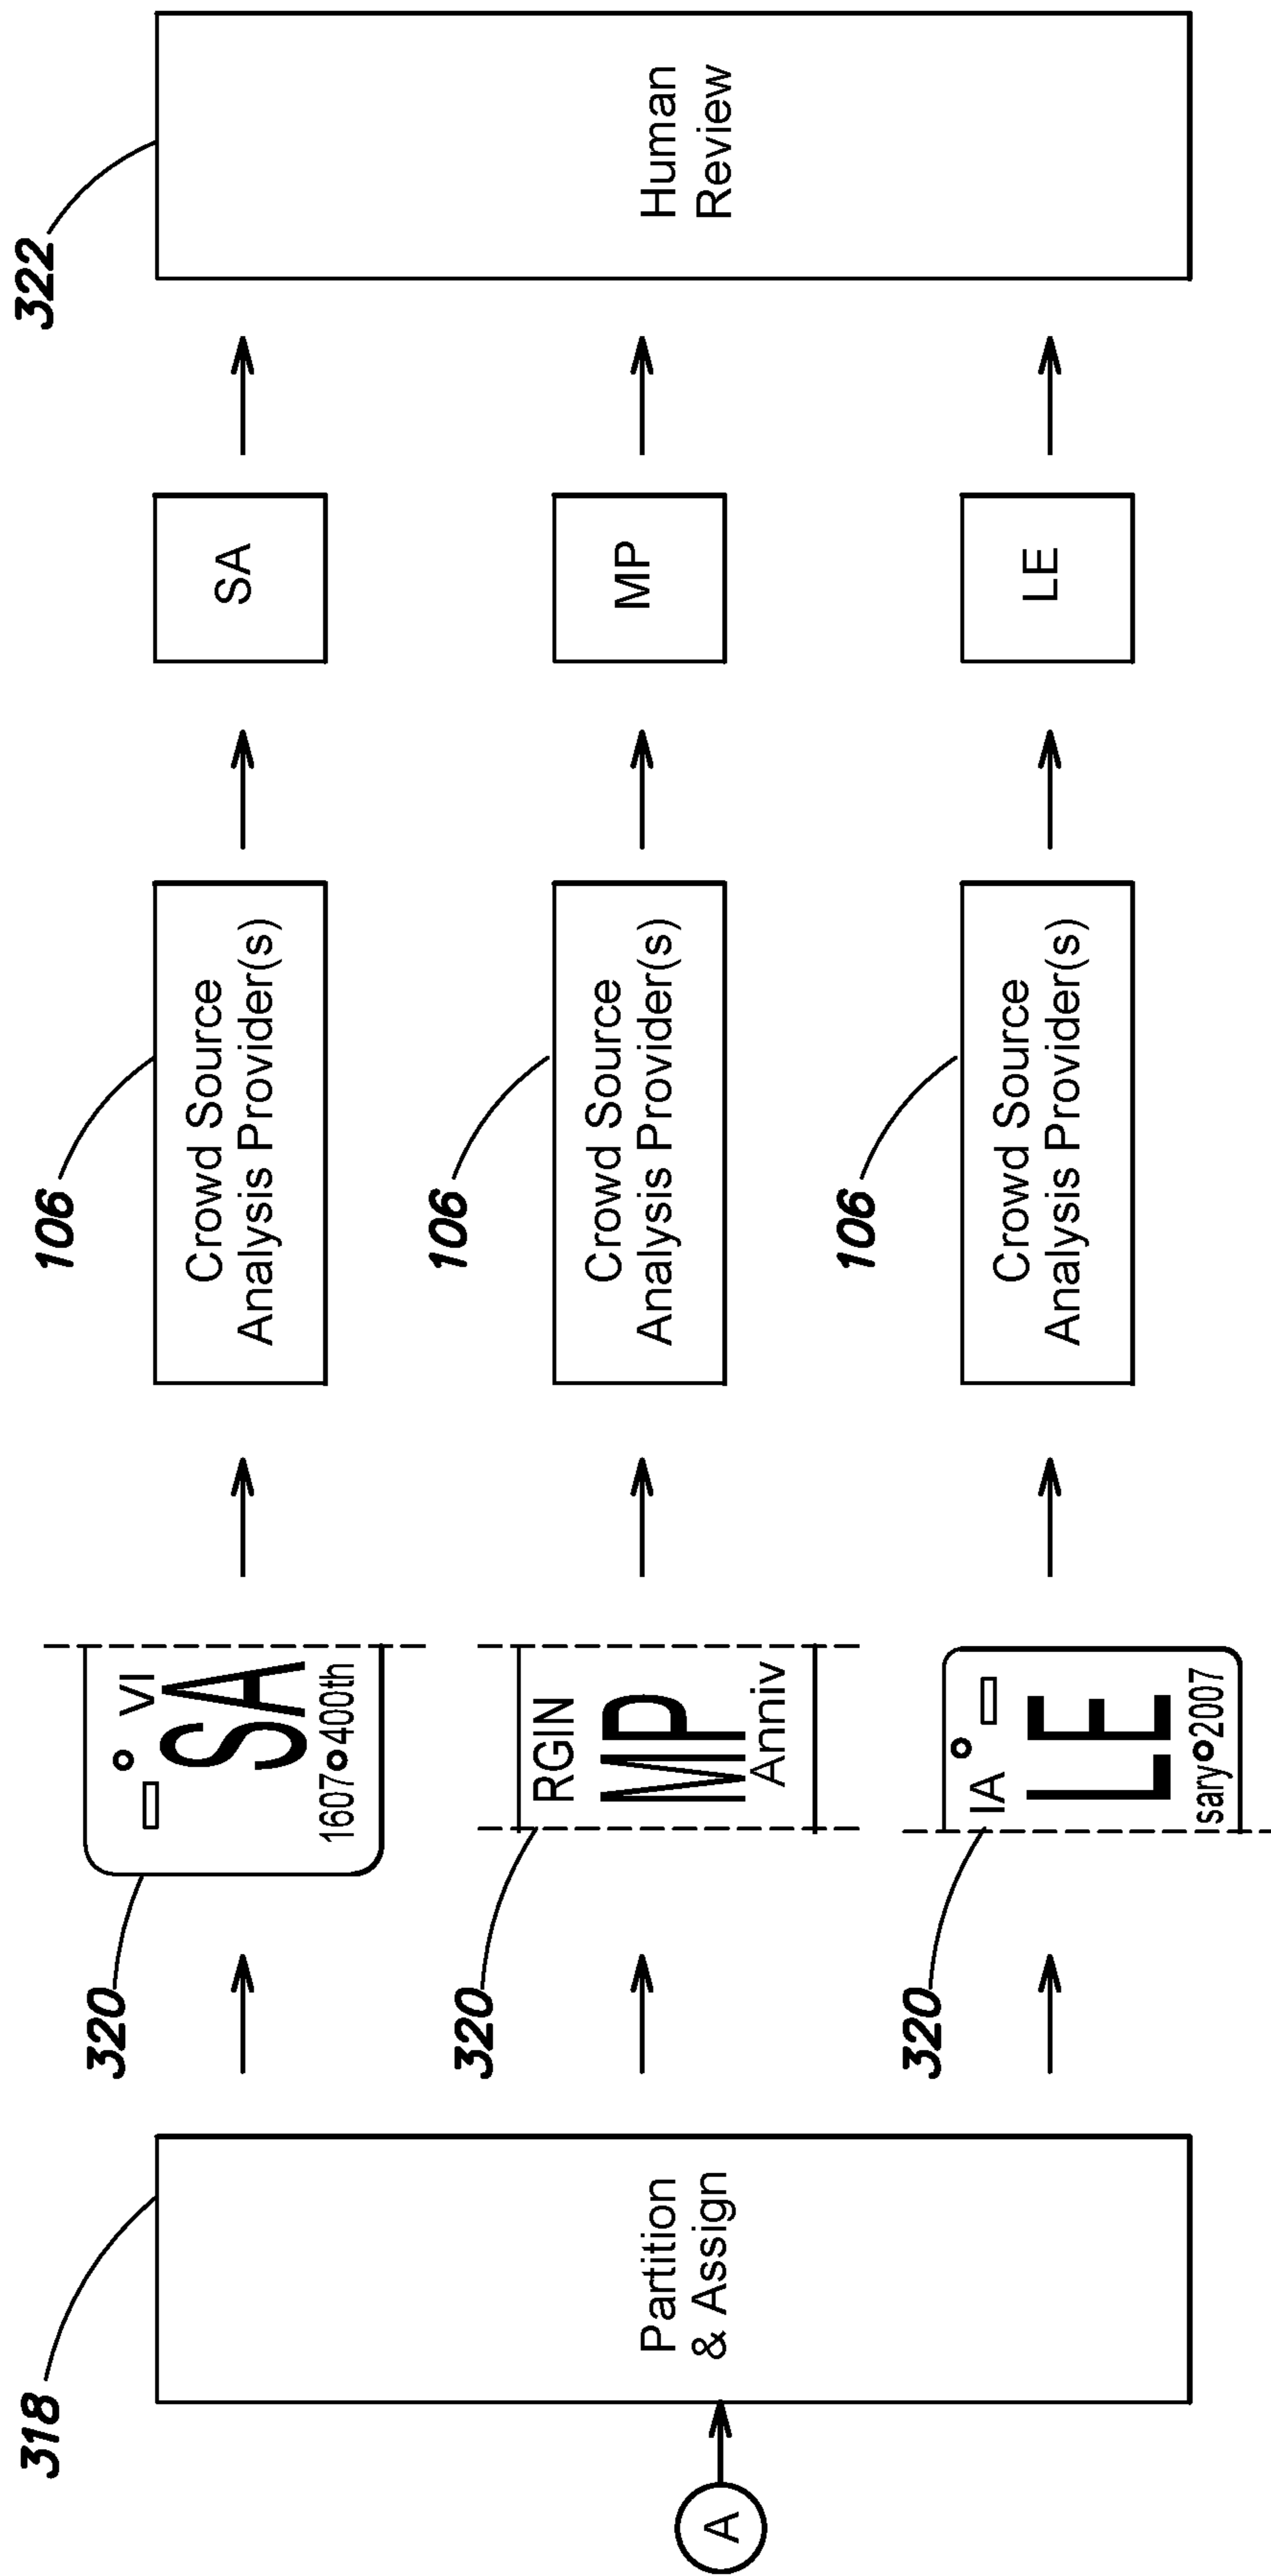 318
A
Partition
& Assign
320
VI
SA
1607 400th
320
RGIN
MP
Anniv
320
IA
LE
sary 2007
106
Crowd Source
Analysis Provider(s)
106
Crowd Source
Analysis Provider(s)
106
Crowd Source
Analysis Provider(s)
SA
MP
LE
322
Human
Review